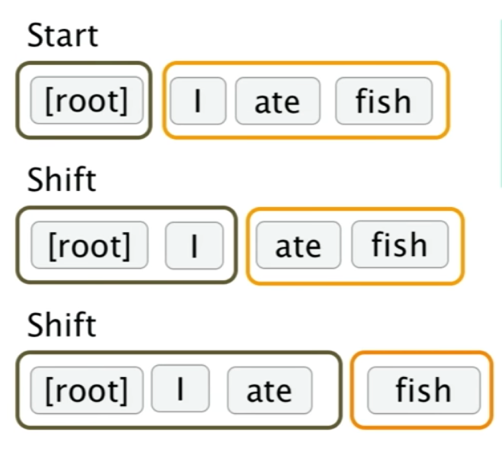 Start
[root] I ate fish
Shift
[root] I ate fish
Shift
[root] I ate fish